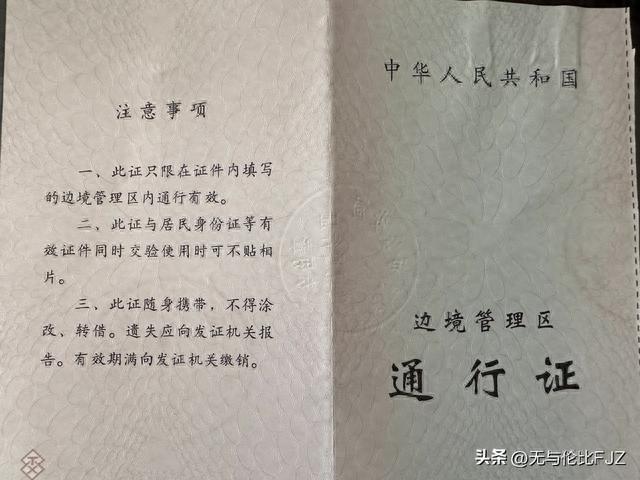 注意事项
一、此证只限在证件内填写
的边境管理区内通行有效。
二、此证与居民身份证等有
效证件同时交验使用时可不贴相
片。
三、此证随身携带，不得涂
改、转借。遗失应向发证机关报
告。有效期满向发证机关缴销。
中华人民共和国
边境管理区
通行证
头条 @无与伦比FJZ